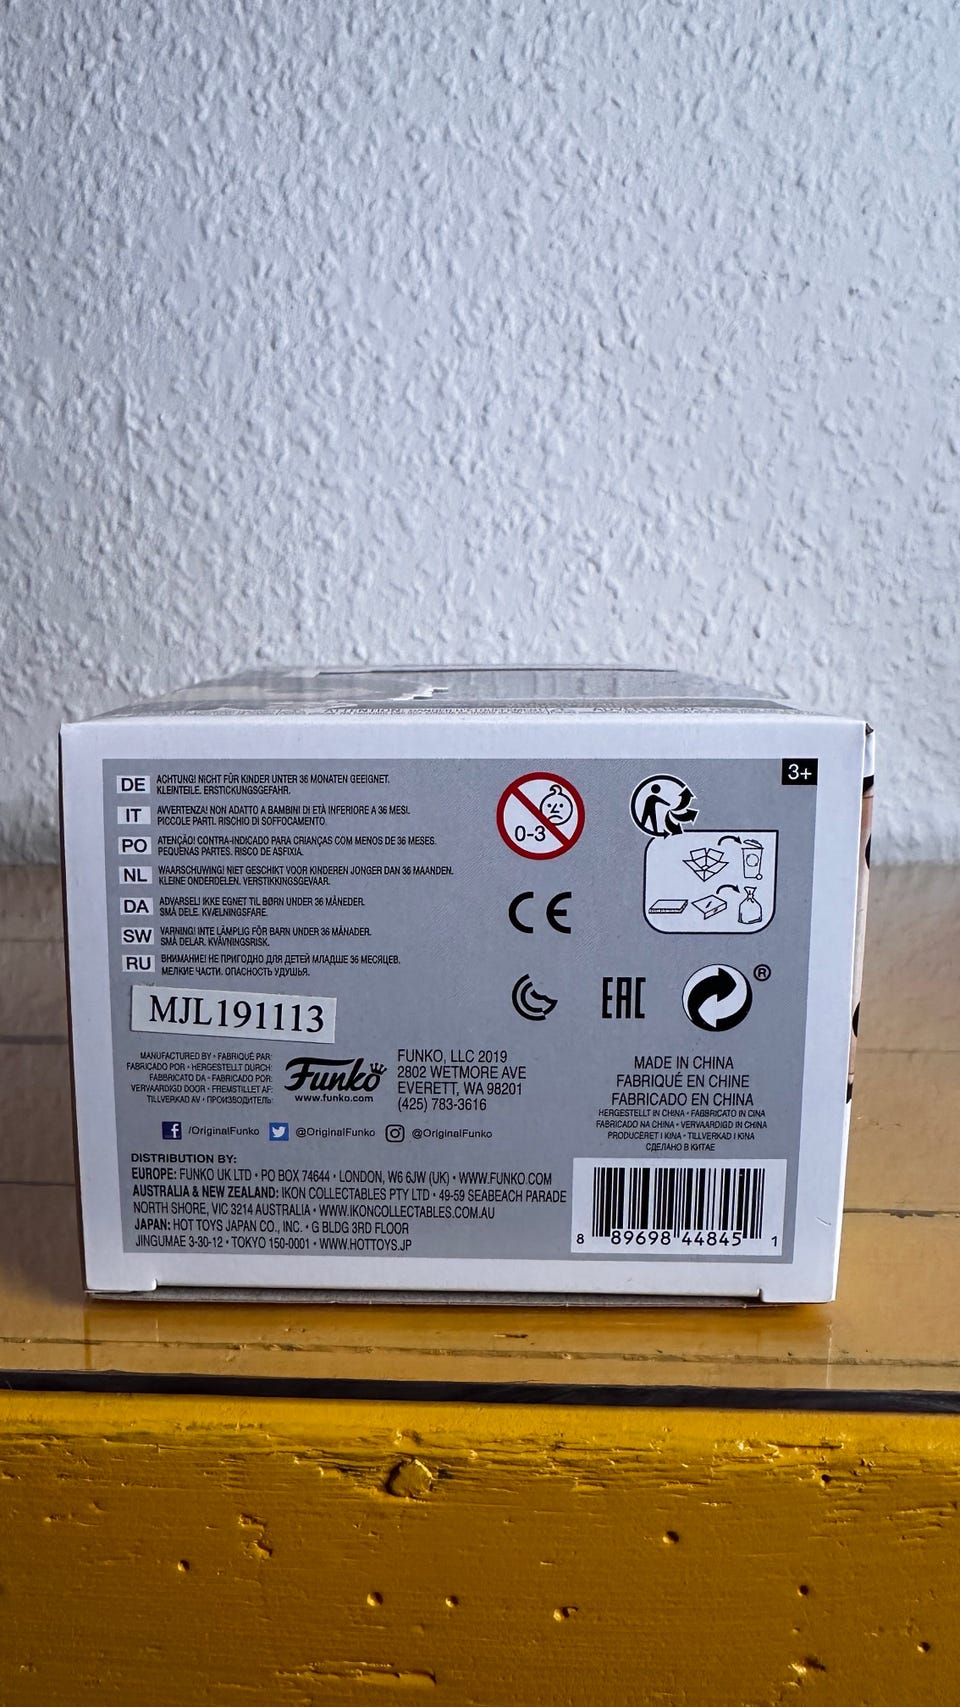 3+
DE ACHTUNG! NICHT FÜR KINDER UNTER 36 MONATEN GEEIGNET.
KLEINTEILE. ERSTICKUNGSGEFAHR.
IT AVVERTENZA! NON ADATTO A BAMBINI DI ETÀ INFERIORE A 36 MESI.
PICCOLE PARTI. RISCHIO DI SOFFOCAMENTO.
PO ATENÇÃO! CONTRA-INDICADO PARA CRIANÇAS COM MENOS DE 36 MESES.
PEQUENAS PARTES. RISCO DE ASFIXIA.
NL WAARSCHUWING! NIET GESCHIKT VOOR KINDEREN JONGER DAN 36 MAANDEN.
KLEINE ONDERDELEN. VERSTIKKINGSGEVAAR.
DA ADVARSEL! IKKE EGNET TIL BØRN UNDER 36 MÅNEDER.
SMÅ DELE. KVÆLNINGSFARE.
SW VARNING! INTE LÄMPLIG FÖR BARN UNDER 36 MÅNADER.
SMÅ DELAR. KVÄVNINGSRISK.
RU ВНИМАНИЕ! НЕ ПРИГОДНО ДЛЯ ДЕТЕЙ МЛАДШЕ 36 МЕСЯЦЕВ.
МЕЛКИЕ ЧАСТИ. ОПАСНОСТЬ УДУШЬЯ.
0-3
CE
EAC
®
MJL191113
MANUFACTURED BY • FABRIQUÉ PAR:
FABRICADO POR • HERGESTELLT DURCH:
FABBRICATO DA • FABRICADO POR:
VERVAARDIGD DOOR • FREMSTILLET AF:
TILLVERKAD AV • ПРОИЗВОДИТЕЛЬ:
Funko
www.funko.com
FUNKO, LLC 2019
2802 WETMORE AVE
EVERETT, WA 98201
(425) 783-3616
MADE IN CHINA
FABRIQUÉ EN CHINE
FABRICADO EN CHINA
HERGESTELLT IN CHINA • FABBRICATO IN CINA
FABRICADO NA CHINA • VERVAARDIGD IN CHINA
PRODUCERET I KINA • TILLVERKAD I KINA
СДЕЛАНО В КИТАЕ
/OriginalFunko @OriginalFunko @OriginalFunko
DISTRIBUTION BY:
EUROPE: FUNKO UK LTD • PO BOX 74644 • LONDON, W6 6JW (UK) • WWW.FUNKO.COM
AUSTRALIA & NEW ZEALAND: IKON COLLECTABLES PTY LTD • 49-59 SEABEACH PARADE
NORTH SHORE, VIC 3214 AUSTRALIA • WWW.IKONCOLLECTABLES.COM.AU
JAPAN: HOT TOYS JAPAN CO., INC. • G BLDG 3RD FLOOR
JINGUMAE 3-30-12 • TOKYO 150-0001 • WWW.HOTTOYS.JP
8 89698 44845 1